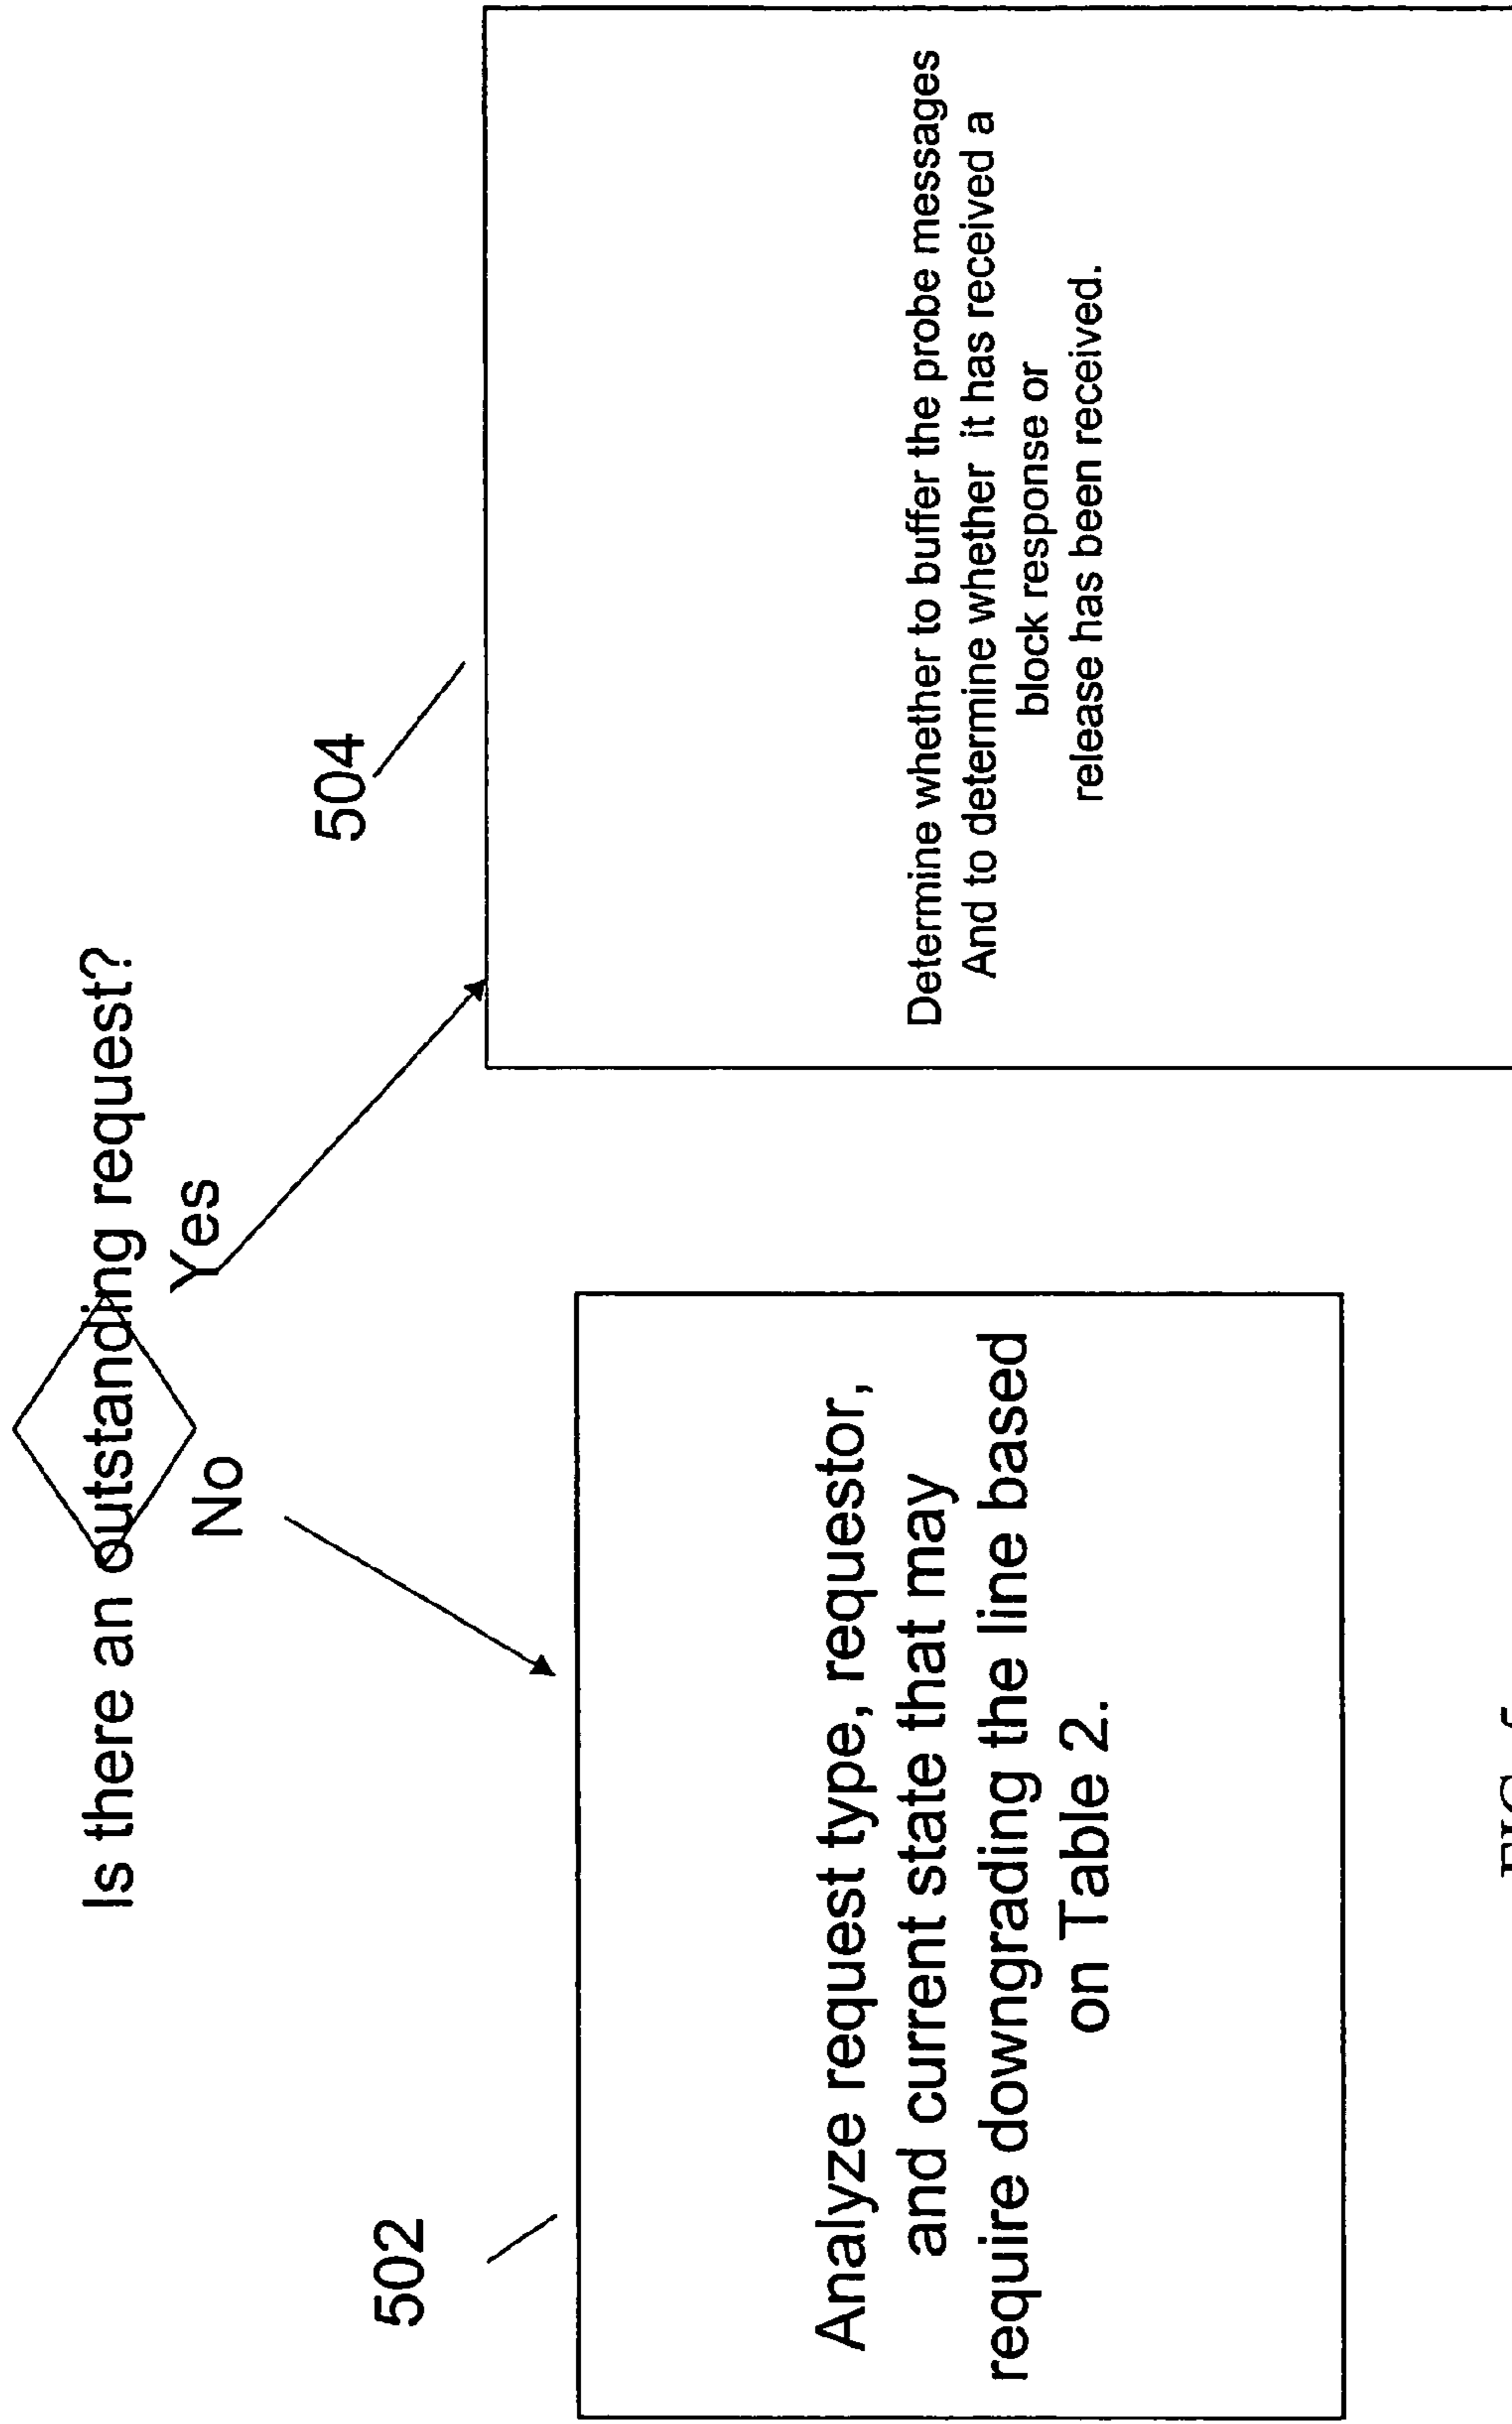 Is there an outstanding request?
No
Yes
502
Analyze request type, requestor,
and current state that may
require downgrading the line based
on Table 2.
504
Determine whether to buffer the probe messages
And to determine whether it has received a
block response or
release has been received.